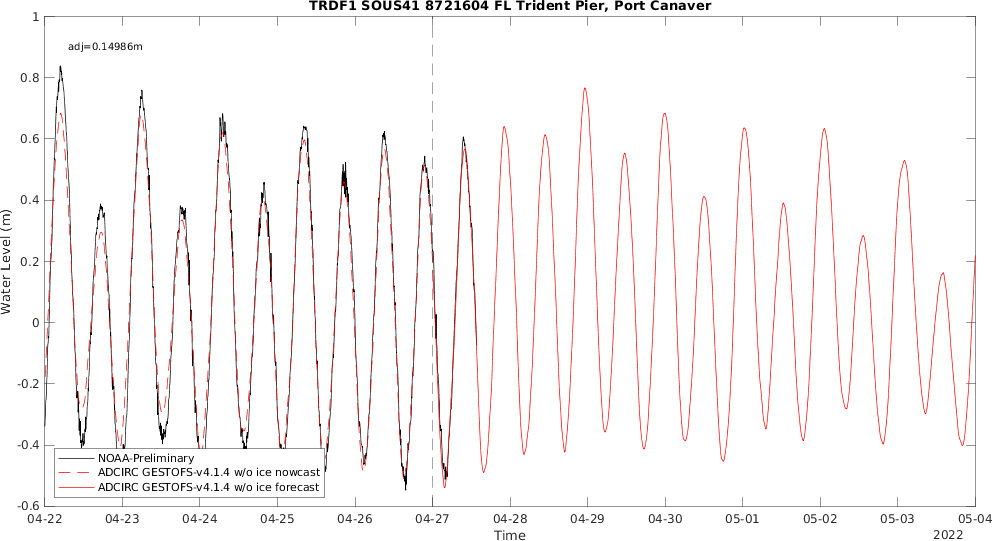 TRDF1 SOUS41 8721604 FL Trident Pier, Port Canaver
adj=0.14986m
Water Level (m)
1
0.8
0.6
0.4
0.2
0
-0.2
-0.4
-0.6
NOAA-Preliminary
ADCIRC GESTOFS-v4.1.4 w/o ice nowcast
ADCIRC GESTOFS-v4.1.4 w/o ice forecast
04-22 04-23 04-24 04-25 04-26 04-27 04-28 04-29 04-30 05-01 05-02 05-03 05-04
Time
2022